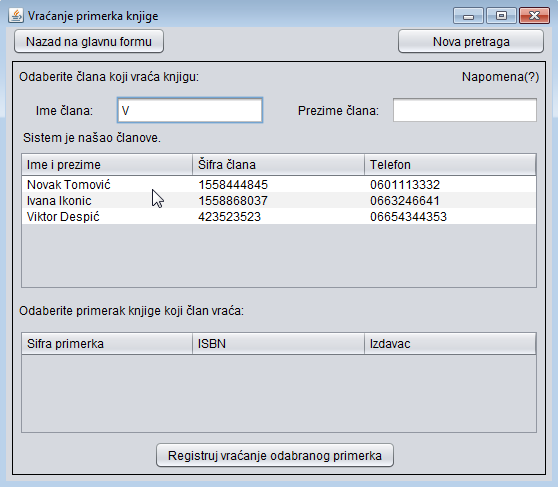 Vraćanje primerka knjige
Nazad na glavnu formu Nova pretraga
Odaberite člana koji vraća knjigu: Napomena(?)
Ime člana: V Prezime člana:
Sistem je našao članove.
Ime i prezime Šifra člana Telefon
Novak Tomović 1558444845 0601113332
Ivana Ikonic 1558868037 0663246641
Viktor Despić 423523523 06654344353
Odaberite primerak knjige koji član vraća:
Sifra primerka ISBN Izdavac
Registruj vraćanje odabranog primerka